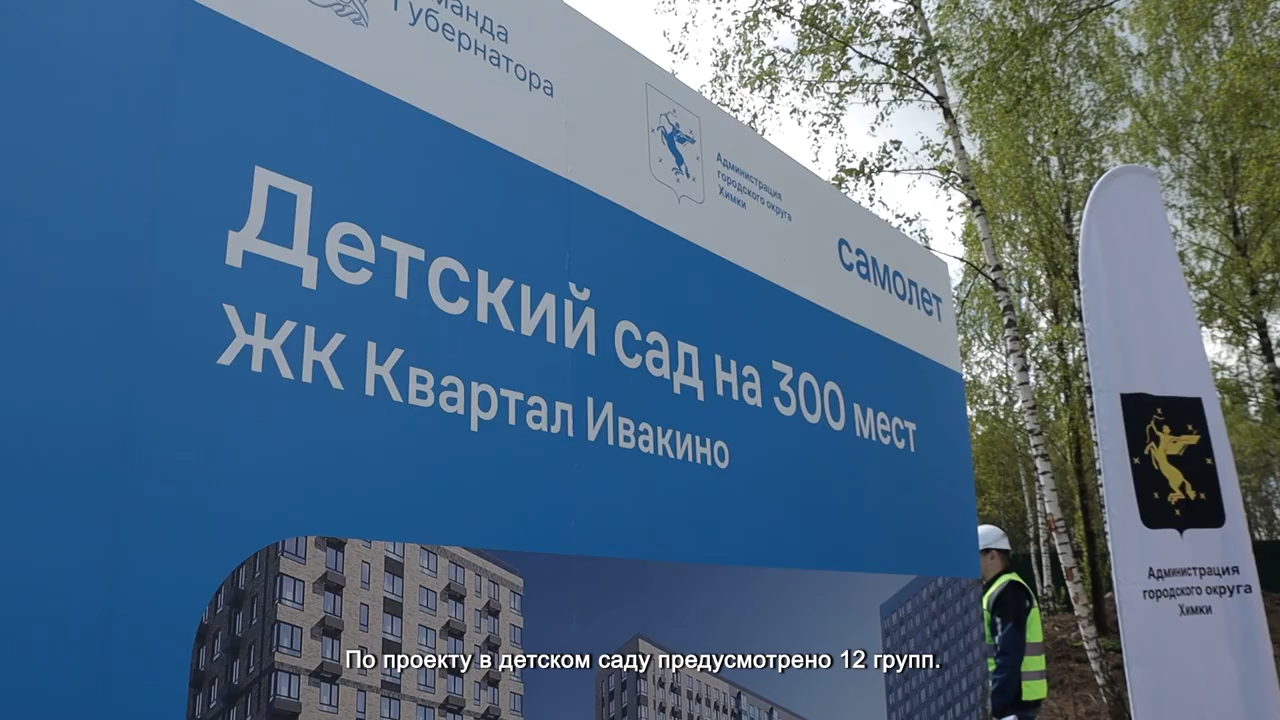 Губернатора
Администрация
городского округа
Химки
самолет
Детский сад на 300 мест
ЖК Квартал Ивакино
Администрация
городского округа
Химки
По проекту в детском саду предусмотрено 12 групп.